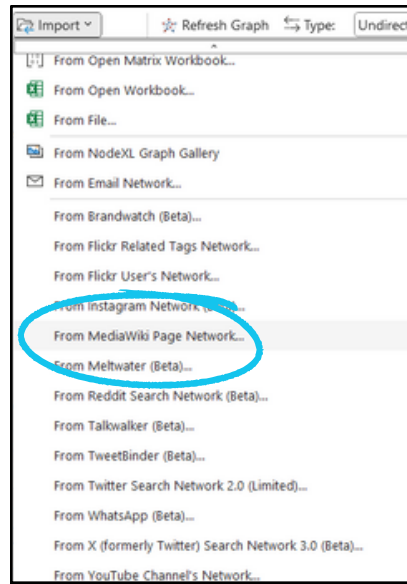 Import
Refresh Graph
Type:
Undirect
From Open Matrix Workbook...
From Open Workbook...
From File...
From NodeXL Graph Gallery
From Email Network...
From Brandwatch (Beta)...
From Flickr Related Tags Network...
From Flickr User's Network...
From Instagram Network (Beta)...
From MediaWiki Page Network...
From Meltwater (Beta)...
From Reddit Search Network (Beta)...
From Talkwalker (Beta)...
From TweetBinder (Beta)...
From Twitter Search Network 2.0 (Limited)...
From WhatsApp (Beta)...
From X (formerly Twitter) Search Network 3.0 (Beta)...
From YouTube Channel's Network...